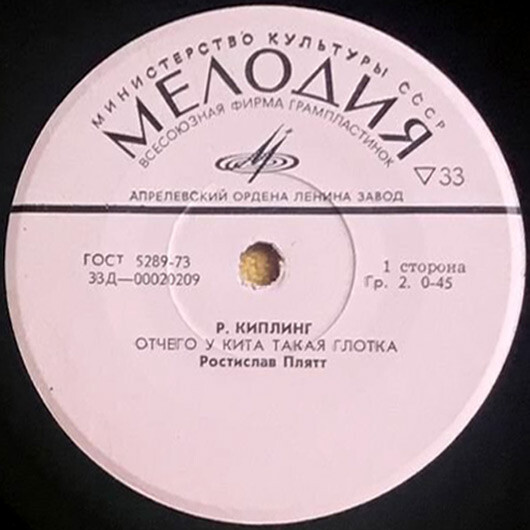 МИНИСТЕРСТВО КУЛЬТУРЫ СССР
МЕЛОДИЯ
ВСЕСОЮЗНАЯ ФИРМА ГРАМПЛАСТИНОК
33
АПРЕЛЕВСКИЙ ОРДЕНА ЛЕНИНА ЗАВОД
ГОСТ 5289-73
33Д—00020209
1 сторона
Гр. 2. 0-45
Р. КИПЛИНГ
ОТЧЕГО У КИТА ТАКАЯ ГЛОТКА
Ростислав Плятт